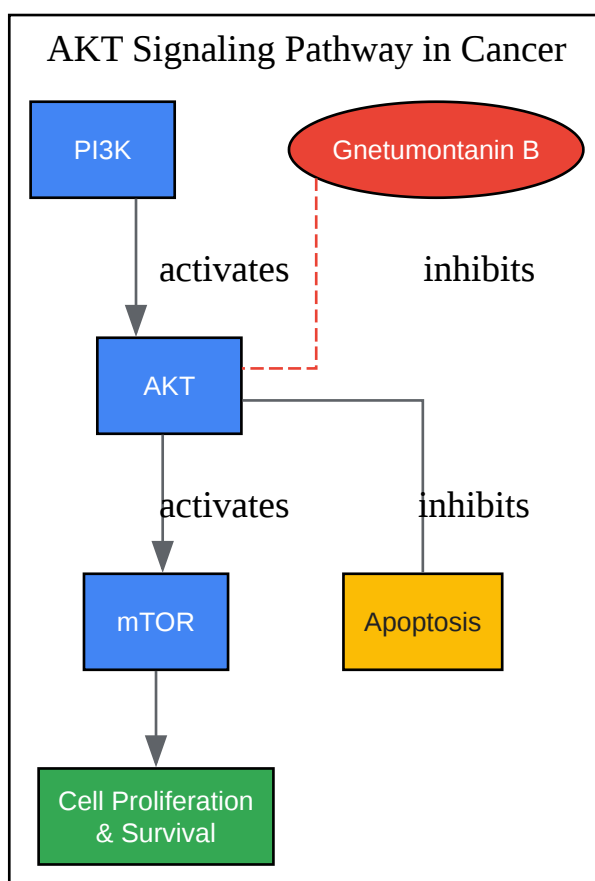 AKT Signaling Pathway in Cancer
PI3K
Gnetumontanin B
activates
inhibits
AKT
activates
inhibits
mTOR
Apoptosis
Cell Proliferation
& Survival